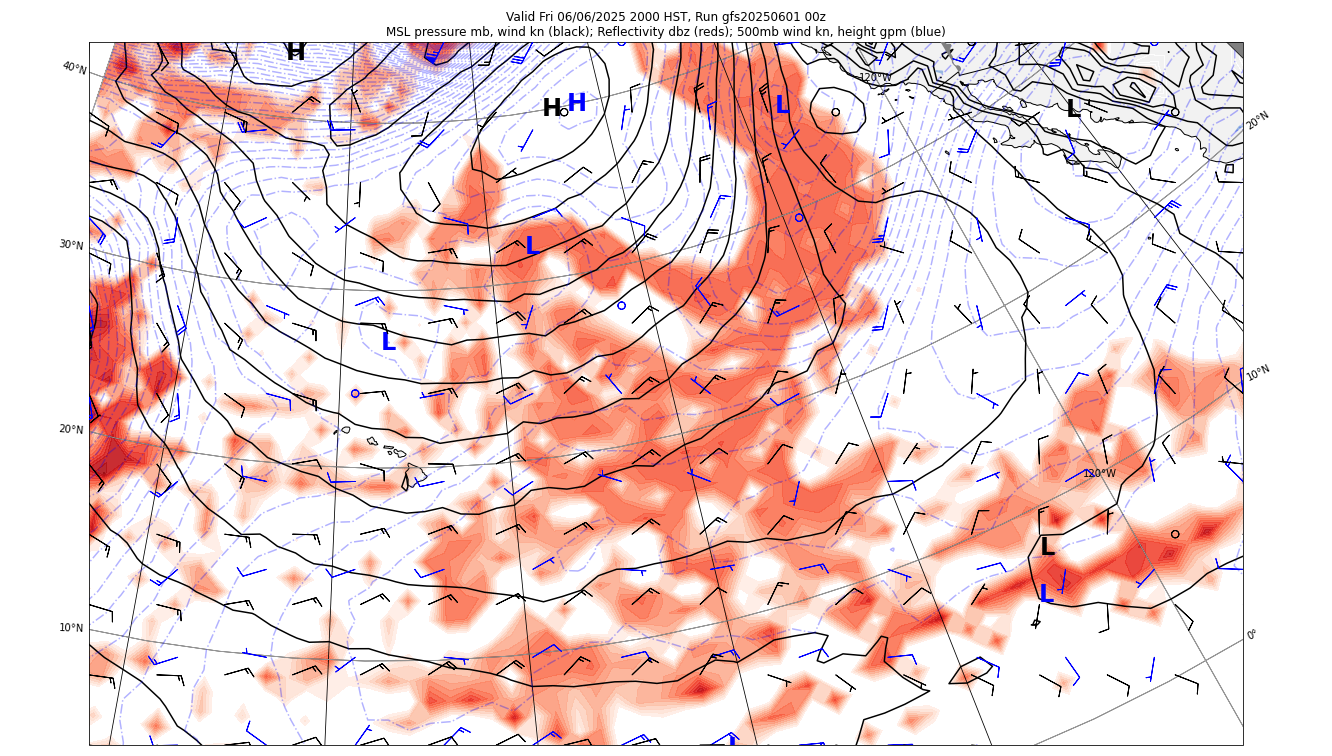 Valid Fri 06/06/2025 2000 HST, Run gfs20250601 00z
MSL pressure mb, wind kn (black); Reflectivity dbz (reds); 500mb wind kn, height gpm (blue)
H
40°N
120°W
H H
L
L
20°N
30°N
L
L
10°N
20°N
120°W
L
L
10°N
0°
L